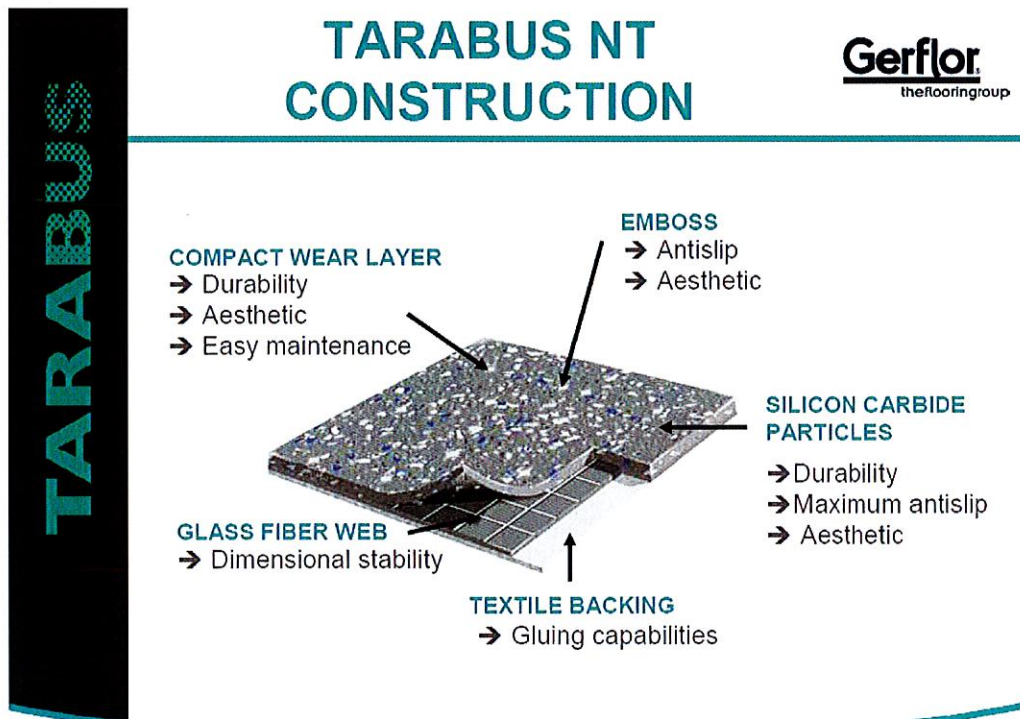 TARABUS
TARABUS NT
CONSTRUCTION
Gerflor
theflooringroup
COMPACT WEAR LAYER
➔ Durability
➔ Aesthetic
➔ Easy maintenance
EMBOSS
➔ Antislip
➔ Aesthetic
SILICON CARBIDE
PARTICLES
➔ Durability
➔ Maximum antislip
➔ Aesthetic
GLASS FIBER WEB
➔ Dimensional stability
TEXTILE BACKING
➔ Gluing capabilities